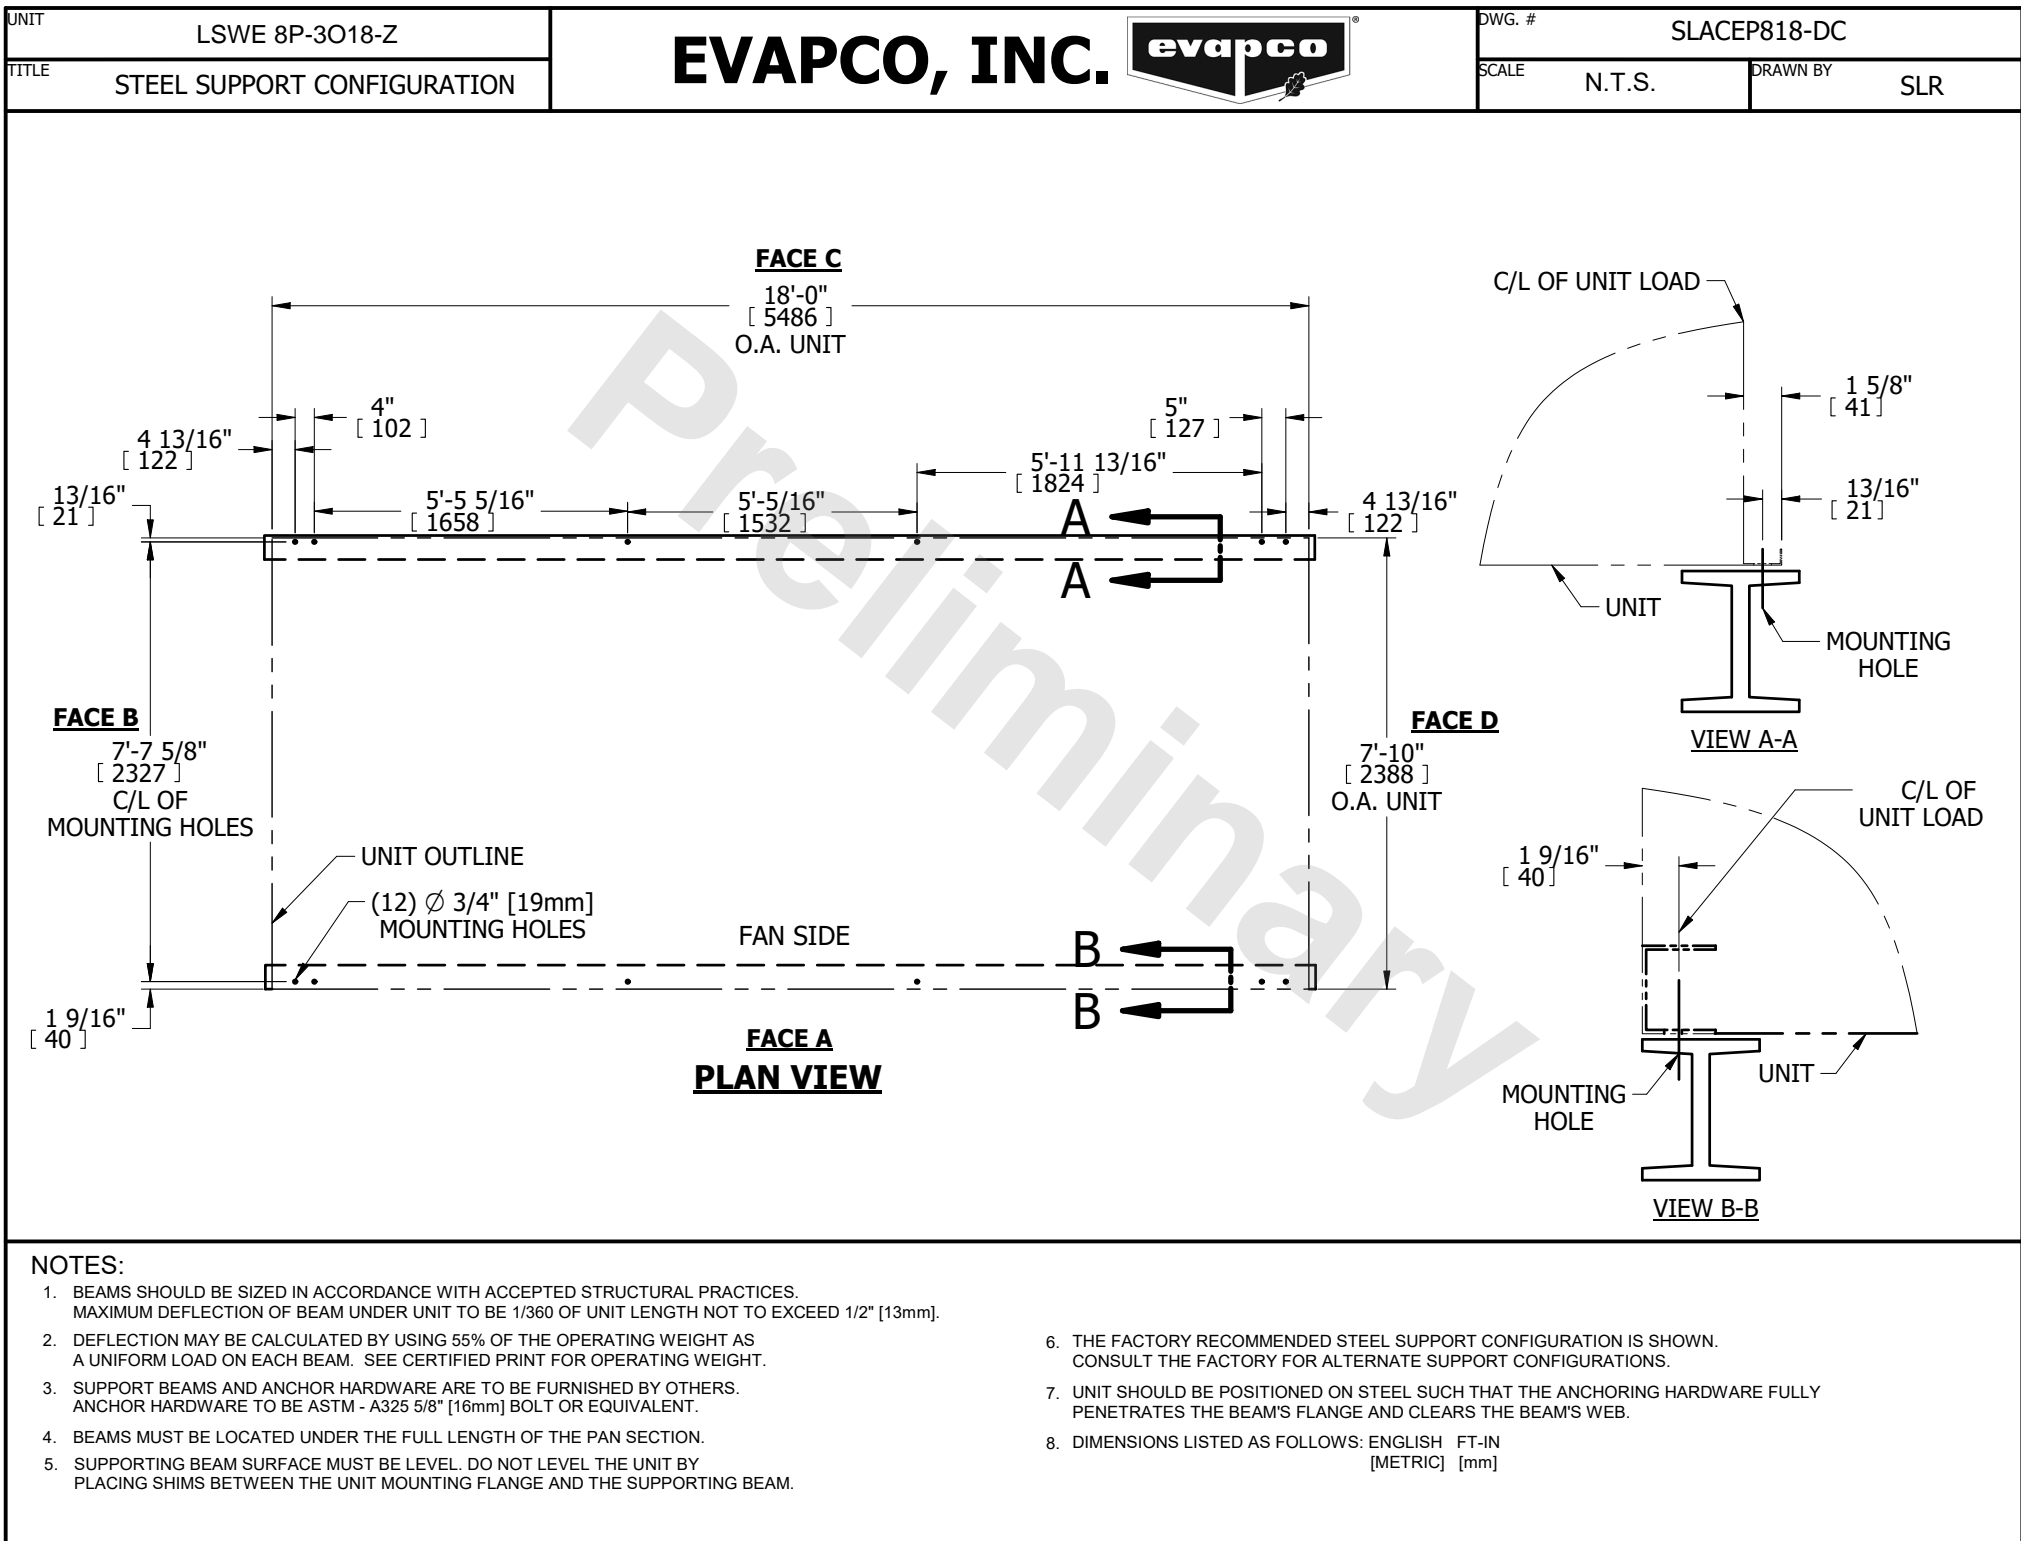 UNIT
LSWE 8P-3O18-Z
TITLE
STEEL SUPPORT CONFIGURATION
EVAPCO, INC.
evapco
®
DWG. #
SLACEP818-DC
SCALE
N.T.S.
DRAWN BY
SLR
FACE C
18'-0"
[ 5486 ]
O.A. UNIT
4"
[ 102 ]
4 13/16"
[ 122 ]
13/16"
[ 21 ]
5'-5 5/16"
[ 1658 ]
5'-5/16"
[ 1532 ]
5'-11 13/16"
[ 1824 ]
5"
[ 127 ]
4 13/16"
[ 122 ]
A
A
FACE B
7'-7 5/8"
[ 2327 ]
C/L OF
MOUNTING HOLES
FACE D
7'-10"
[ 2388 ]
O.A. UNIT
UNIT OUTLINE
(12) ∅ 3/4" [19mm]
MOUNTING HOLES
FAN SIDE
B
B
1 9/16"
[ 40 ]
FACE A
PLAN VIEW
Preliminary
C/L OF UNIT LOAD
1 5/8"
[ 41 ]
13/16"
[ 21 ]
UNIT
MOUNTING
HOLE
VIEW A-A
C/L OF
UNIT LOAD
1 9/16"
[ 40 ]
MOUNTING
HOLE
UNIT
VIEW B-B
NOTES:
1. BEAMS SHOULD BE SIZED IN ACCORDANCE WITH ACCEPTED STRUCTURAL PRACTICES.
MAXIMUM DEFLECTION OF BEAM UNDER UNIT TO BE 1/360 OF UNIT LENGTH NOT TO EXCEED 1/2" [13mm].
2. DEFLECTION MAY BE CALCULATED BY USING 55% OF THE OPERATING WEIGHT AS
A UNIFORM LOAD ON EACH BEAM. SEE CERTIFIED PRINT FOR OPERATING WEIGHT.
3. SUPPORT BEAMS AND ANCHOR HARDWARE ARE TO BE FURNISHED BY OTHERS.
ANCHOR HARDWARE TO BE ASTM - A325 5/8" [16mm] BOLT OR EQUIVALENT.
4. BEAMS MUST BE LOCATED UNDER THE FULL LENGTH OF THE PAN SECTION.
5. SUPPORTING BEAM SURFACE MUST BE LEVEL. DO NOT LEVEL THE UNIT BY
PLACING SHIMS BETWEEN THE UNIT MOUNTING FLANGE AND THE SUPPORTING BEAM.
6. THE FACTORY RECOMMENDED STEEL SUPPORT CONFIGURATION IS SHOWN.
CONSULT THE FACTORY FOR ALTERNATE SUPPORT CONFIGURATIONS.
7. UNIT SHOULD BE POSITIONED ON STEEL SUCH THAT THE ANCHORING HARDWARE FULLY
PENETRATES THE BEAM'S FLANGE AND CLEARS THE BEAM'S WEB.
8. DIMENSIONS LISTED AS FOLLOWS: ENGLISH FT-IN
[METRIC] [mm]